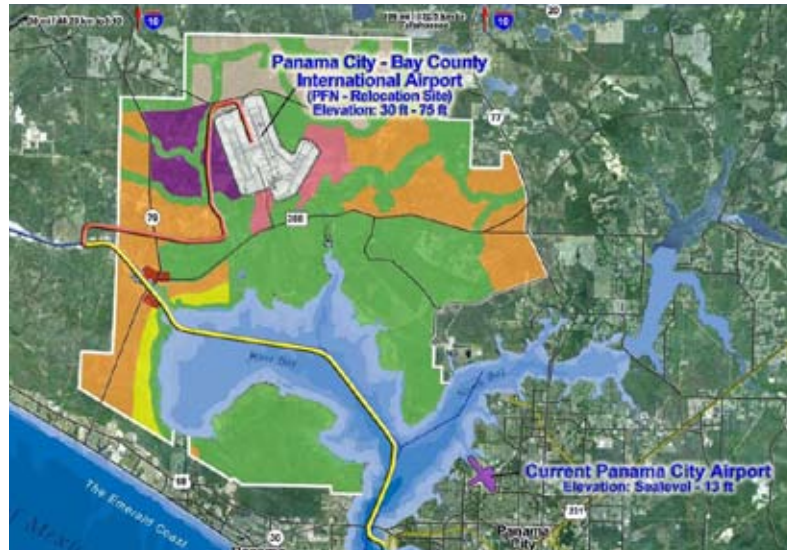 10
10
20
Panama City - Bay County
International Airport
(PFN - Relocation Site)
Elevation: 30 ft - 75 ft
77
79
388
West Bay
North Bay
Current Panama City Airport
Elevation: Sealevel - 13 ft
231
98
The Emerald Coast
30
Panama
City